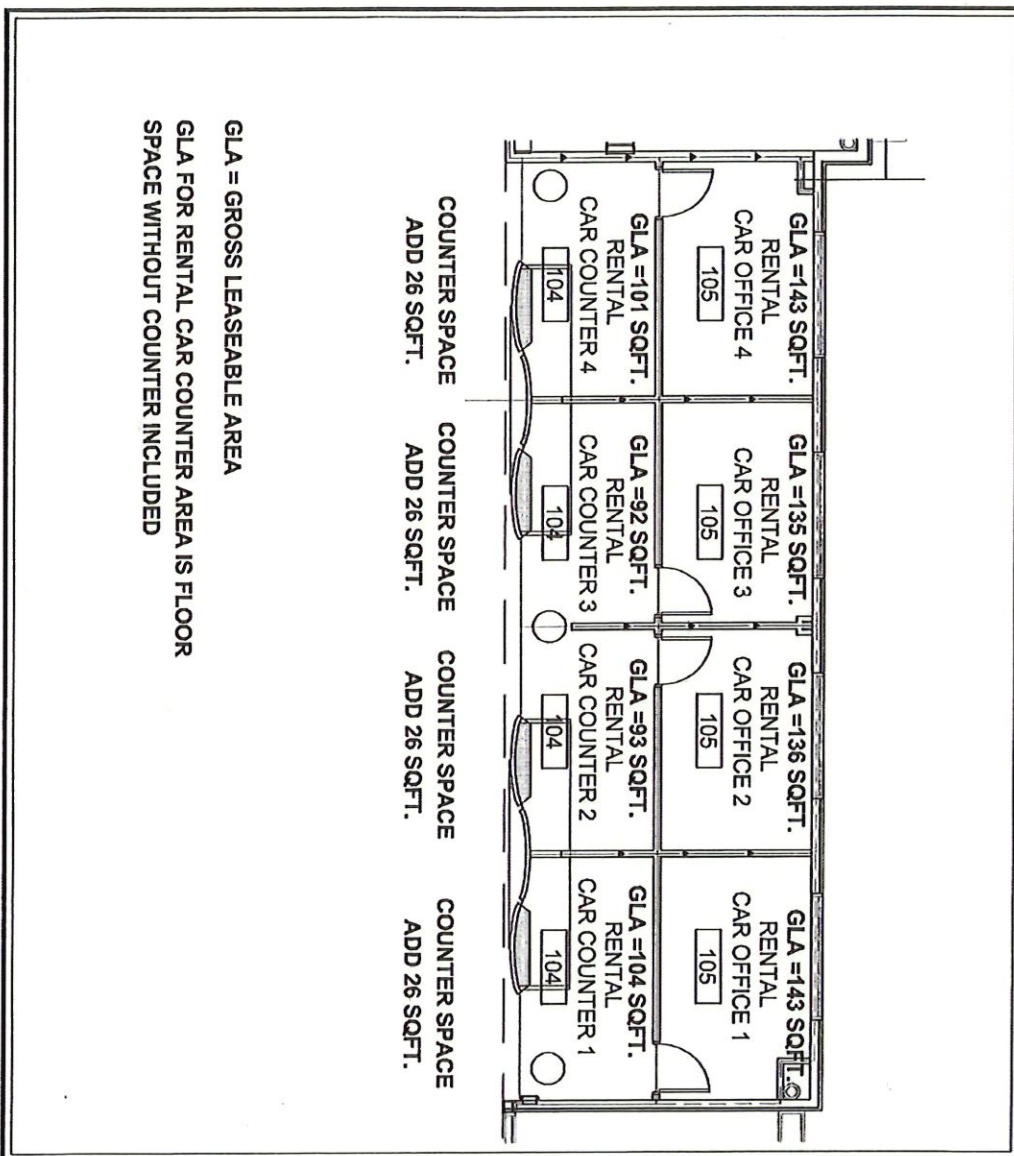 GLA =143 SQFT.
RENTAL
CAR OFFICE 4
105
GLA =135 SQFT.
RENTAL
CAR OFFICE 3
105
GLA =136 SQFT.
RENTAL
CAR OFFICE 2
105
GLA =143 SQFT.
RENTAL
CAR OFFICE 1
105
GLA =101 SQFT.
RENTAL
CAR COUNTER 4
104
GLA =92 SQFT.
RENTAL
CAR COUNTER 3
104
GLA =93 SQFT.
RENTAL
CAR COUNTER 2
104
GLA =104 SQFT.
RENTAL
CAR COUNTER 1
104
COUNTER SPACE
ADD 26 SQFT.
COUNTER SPACE
ADD 26 SQFT.
COUNTER SPACE
ADD 26 SQFT.
COUNTER SPACE
ADD 26 SQFT.
GLA = GROSS LEASEABLE AREA
GLA FOR RENTAL CAR COUNTER AREA IS FLOOR
SPACE WITHOUT COUNTER INCLUDED